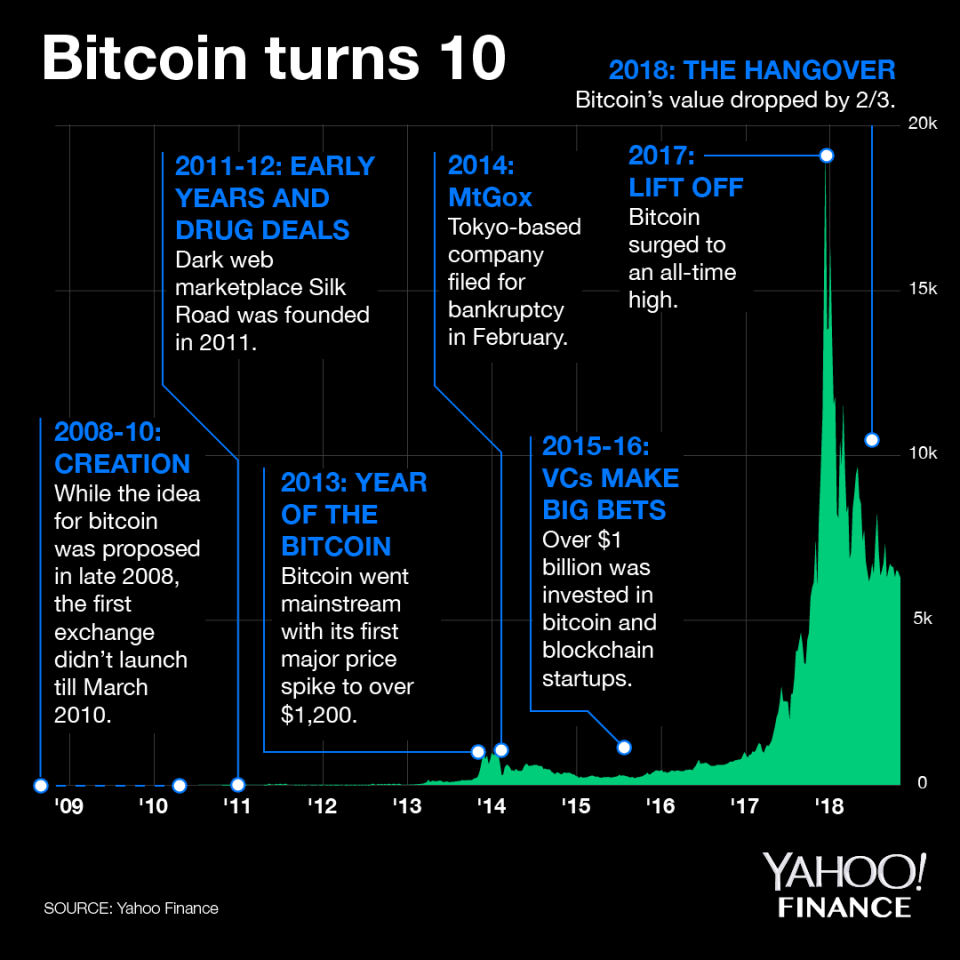 Bitcoin turns 10
2018: THE HANGOVER
Bitcoin’s value dropped by 2/3.
20k
2011-12: EARLY
YEARS AND
DRUG DEALS
Dark web
marketplace Silk
Road was founded
in 2011.
2014:
MtGox
Tokyo-based
company
filed for
bankruptcy
in February.
2017:
LIFT OFF
Bitcoin
surged to
an all-time
high.
15k
2008-10:
CREATION
While the idea
for bitcoin
was proposed
in late 2008,
the first
exchange
didn’t launch
till March
2010.
2013: YEAR
OF THE
BITCOIN
Bitcoin went
mainstream
with its first
major price
spike to over
$1,200.
2015-16:
VCs MAKE
BIG BETS
Over $1
billion was
invested in
bitcoin and
blockchain
startups.
10k
5k
0
'09 '10 '11 '12 '13 '14 '15 '16 '17 '18
SOURCE: Yahoo Finance
YAHOO!
FINANCE